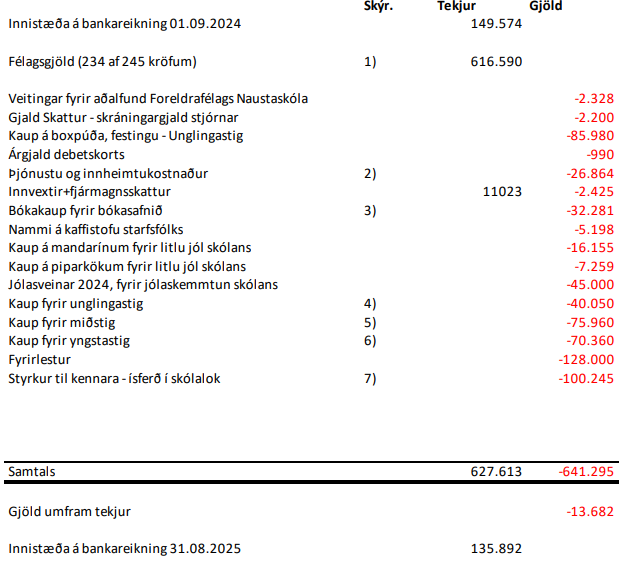 Skýr. Tekjur Gjöld
Innistæða á bankareikning 01.09.2024 149.574
Félagsgjöld (234 af 245 kröfum) 1) 616.590
Veitingar fyrir aðalfund Foreldrafélags Naustaskóla -2.328
Gjald Skattur - skráningargjald stjórnar -2.200
Kaup á boxpúða, festingu - Unglingastig -85.980
Árgjald debetskorts -990
Þjónustu og innheimtukostnaður 2) -26.864
Innvextir+fjármagnsskattur 11023 -2.425
Bókakaup fyrir bókasafnið 3) -32.281
Nammi á kaffistofu starfsfólks -5.198
Kaup á mandarínum fyrir litlu jól skólans -16.155
Kaup á piparkökum fyrir litlu jól skólans -7.259
Jólasveinar 2024, fyrir jólaskemmtun skólans -45.000
Kaup fyrir unglingastig 4) -40.050
Kaup fyrir miðstig 5) -75.960
Kaup fyrir yngstastig 6) -70.360
Fyrirlestur -128.000
Styrkur til kennara - ísferð í skólalok 7) -100.245
Samtals 627.613 -641.295
Gjöld umfram tekjur -13.682
Innistæða á bankareikning 31.08.2025 135.892